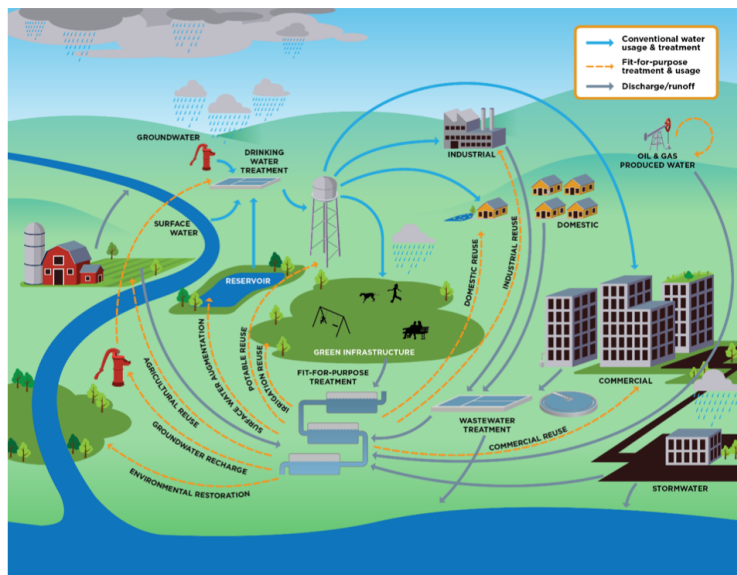 Conventional water
usage & treatment
Fit-for-purpose
treatment & usage
Discharge/runoff
GROUNDWATER
DRINKING
WATER
TREATMENT
INDUSTRIAL
OIL & GAS
PRODUCED WATER
SURFACE
WATER
DOMESTIC
RESERVOIR
DOMESTIC REUSE
INDUSTRIAL REUSE
GREEN INFRASTRUCTURE
FIT-FOR-PURPOSE
TREATMENT
COMMERCIAL
AGRICULTURAL REUSE
SURFACE WATER AUGMENTATION
POTABLE REUSE
IRRIGATION REUSE
WASTEWATER
TREATMENT
COMMERCIAL REUSE
GROUNDWATER RECHARGE
ENVIRONMENTAL RESTORATION
STORMWATER